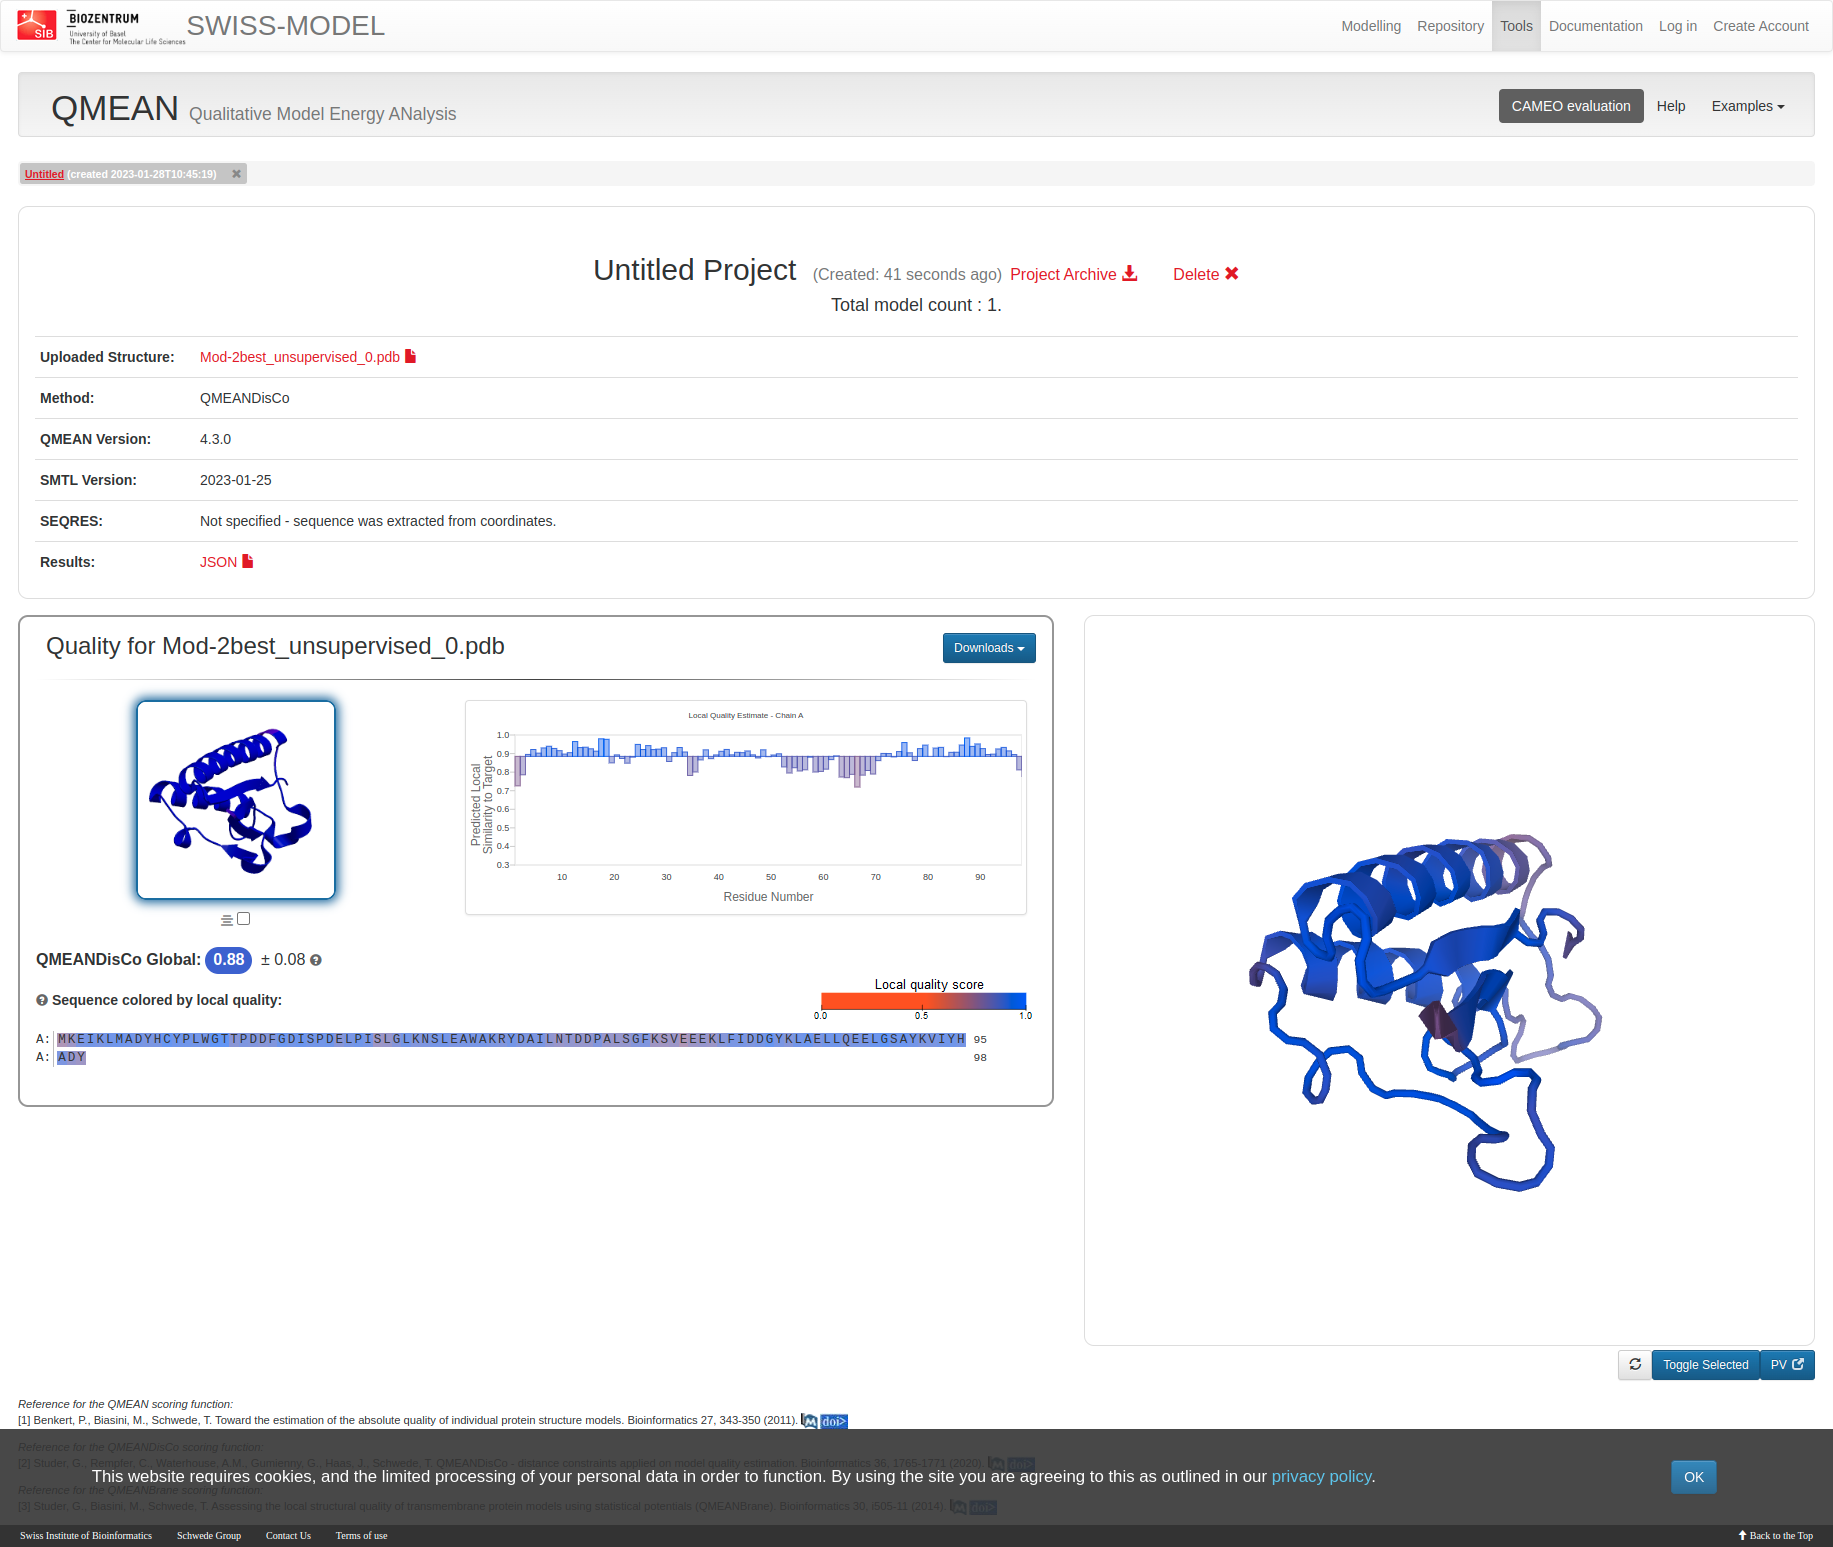 SIB
BIOZENTRUM
University of Basel
The Center for Molecular Life Sciences
SWISS-MODEL
Modelling Repository Tools Documentation Log in Create Account
QMEAN Qualitative Model Energy ANalysis
CAMEO evaluation Help Examples
Untitled (created 2023-01-28T10:45:19) ✖
Untitled Project (Created: 41 seconds ago) Project Archive Delete ✖
Total model count : 1.
Uploaded Structure: Mod-2best_unsupervised_0.pdb
Method: QMEANDisCo
QMEAN Version: 4.3.0
SMTL Version: 2023-01-25
SEQRES: Not specified - sequence was extracted from coordinates.
Results: JSON
Quality for Mod-2best_unsupervised_0.pdb
Downloads
Local Quality Estimate - Chain A
Predicted Local
Similarity to Target
1.0
0.9
0.8
0.7
0.6
0.5
0.4
0.3
10 20 30 40 50 60 70 80 90
Residue Number
QMEANDisCo Global: 0.88 ± 0.08 ?
? Sequence colored by local quality:
Local quality score
0.0 0.5 1.0
A: MKEIKLMADYHCYPLWGTTPDDFGDISPDELPISLGLKNSLEAWAKRYDAILNTDDPALSGFKSVEEEKLFIDDGYKLAELLQEELGSAYKVIYH 95
A: ADY 98
Toggle Selected PV
Reference for the QMEAN scoring function:
[1] Benkert, P., Biasini, M., Schwede, T. Toward the estimation of the absolute quality of individual protein structure models. Bioinformatics 27, 343-350 (2011). M doi>
Reference for the QMEANDisCo scoring function:
[2] Studer, G., Rempfer, C., Waterhouse, A.M., Gumienny, G., Haas, J., Schwede, T. QMEANDisCo - distance constraints applied on model quality estimation. Bioinformatics 36, 1765-1771 (2020). M doi>
This website requires cookies, and the limited processing of your personal data in order to function. By using the site you are agreeing to this as outlined in our privacy policy.
OK
Reference for the QMEANBrane scoring function:
[3] Studer, G., Biasini, M., Schwede, T. Assessing the local structural quality of transmembrane protein models using statistical potentials (QMEANBrane). Bioinformatics 30, i505-11 (2014). M doi>
Swiss Institute of Bioinformatics Schwede Group Contact Us Terms of use
Back to the Top